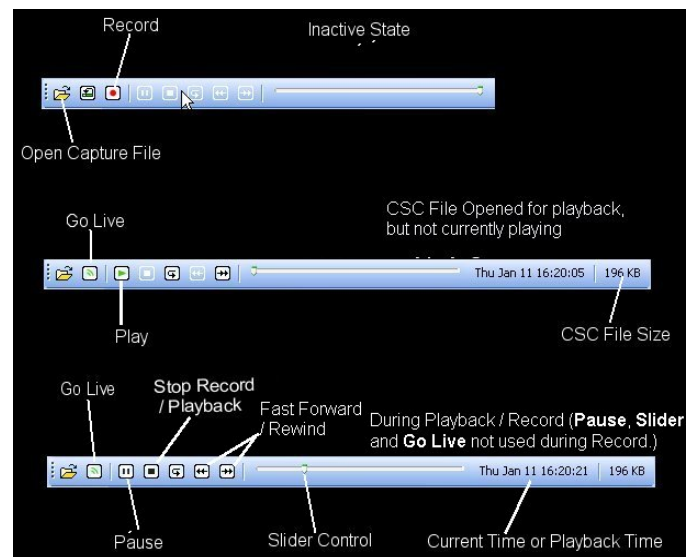 Record
Inactive State
Open Capture File
Go Live
CSC File Opened for playback,
but not currently playing
Thu Jan 11 16:20:05
196 KB
Play
CSC File Size
Go Live
Stop Record
/ Playback
Fast Forward
/ Rewind
During Playback / Record (Pause, Slider
and Go Live not used during Record.)
Thu Jan 11 16:20:21
196 KB
Pause
Slider Control
Current Time or Playback Time